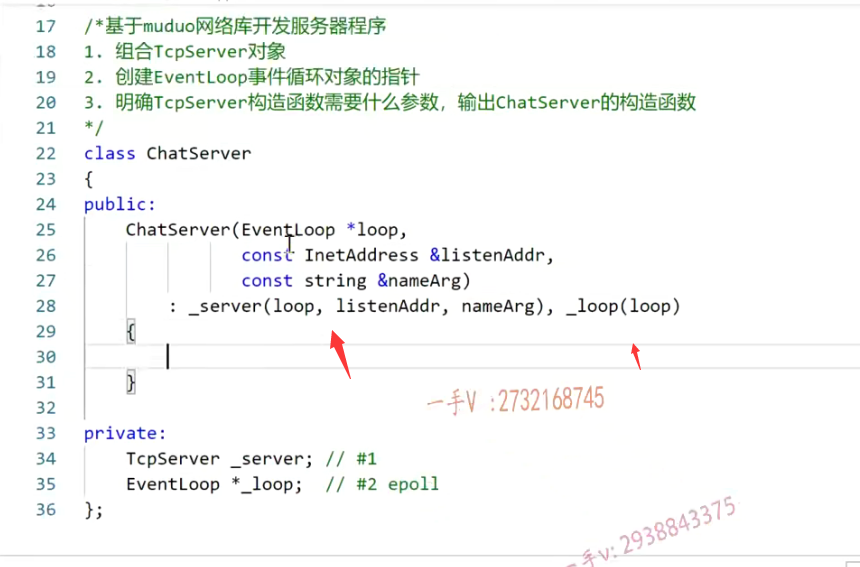 17 /*基于muduo网络库开发服务器程序
18 1. 组合TcpServer对象
19 2. 创建EventLoop事件循环对象的指针
20 3. 明确TcpServer构造函数需要什么参数，输出ChatServer的构造函数
21 */
22 class ChatServer
23 {
24 public:
25 ChatServer(EventLoop *loop,
26 const InetAddress &listenAddr,
27 const string &nameArg)
28 : _server(loop, listenAddr, nameArg), _loop(loop)
29 {
30
31 }
32
33 private:
34 TcpServer _server; // #1
35 EventLoop *_loop; // #2 epoll
36 };
一手V :2732168745
一手v:2938843375